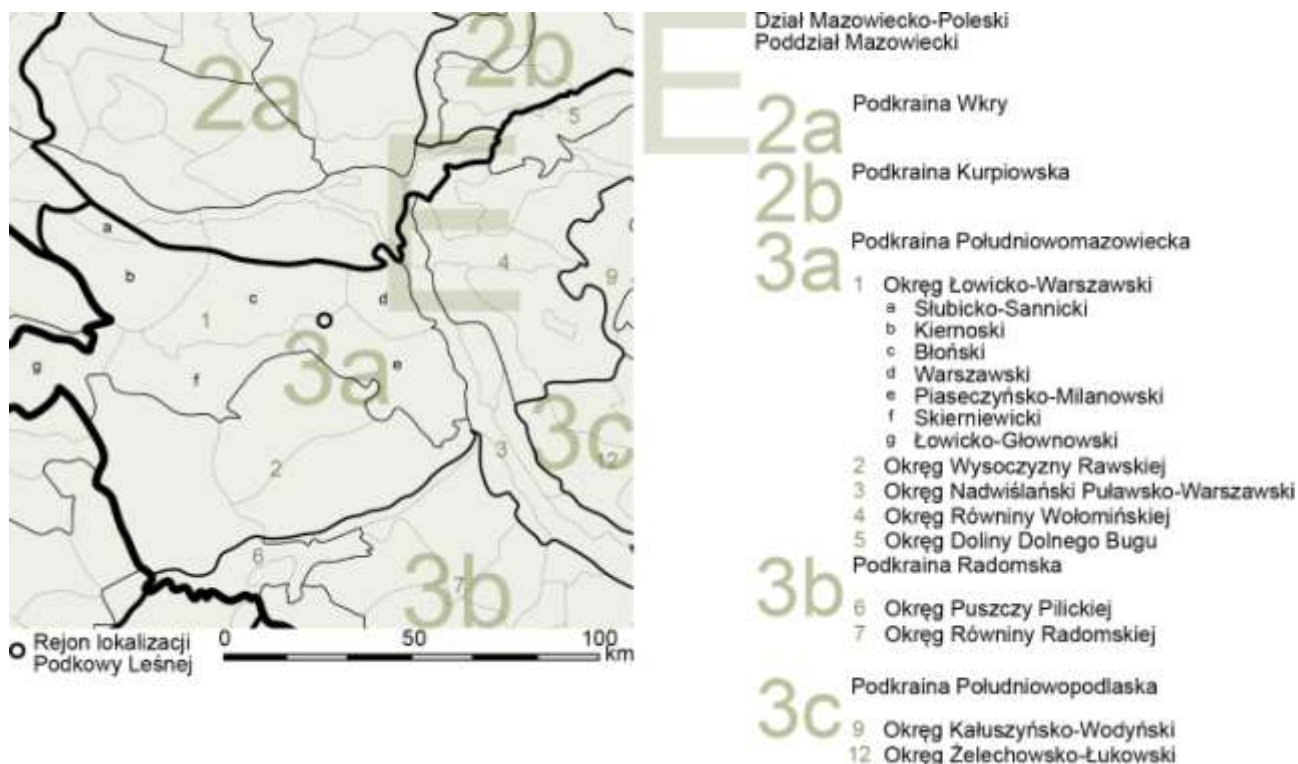 2a
2b
E
a
b
c
d
1
4
5
9
g
f
3a
e
3c
12
3
2
6
3b
7
Rejon lokalizacji
Podkowy Leśnej
0 50 100
km
E
Dział Mazowiecko-Poleski
Poddział Mazowiecki
2a Podkraina Wkry
2b Podkraina Kurpiowska
3a Podkraina Południowomazowiecka
1 Okręg Łowicko-Warszawski
a Słubicko-Sannicki
b Kiernoski
c Błoński
d Warszawski
e Piaseczyńsko-Milanowski
f Skierniewicki
g Łowicko-Głownowski
2 Okręg Wysoczyzny Rawskiej
3 Okręg Nadwiślański Puławsko-Warszawski
4 Okręg Równiny Wołomińskiej
5 Okręg Doliny Dolnego Bugu
3b Podkraina Radomska
6 Okręg Puszczy Pilickiej
7 Okręg Równiny Radomskiej
3c Podkraina Południowopodlaska
9 Okręg Kałuszyńsko-Wodyński
12 Okręg Żelechowsko-Łukowski